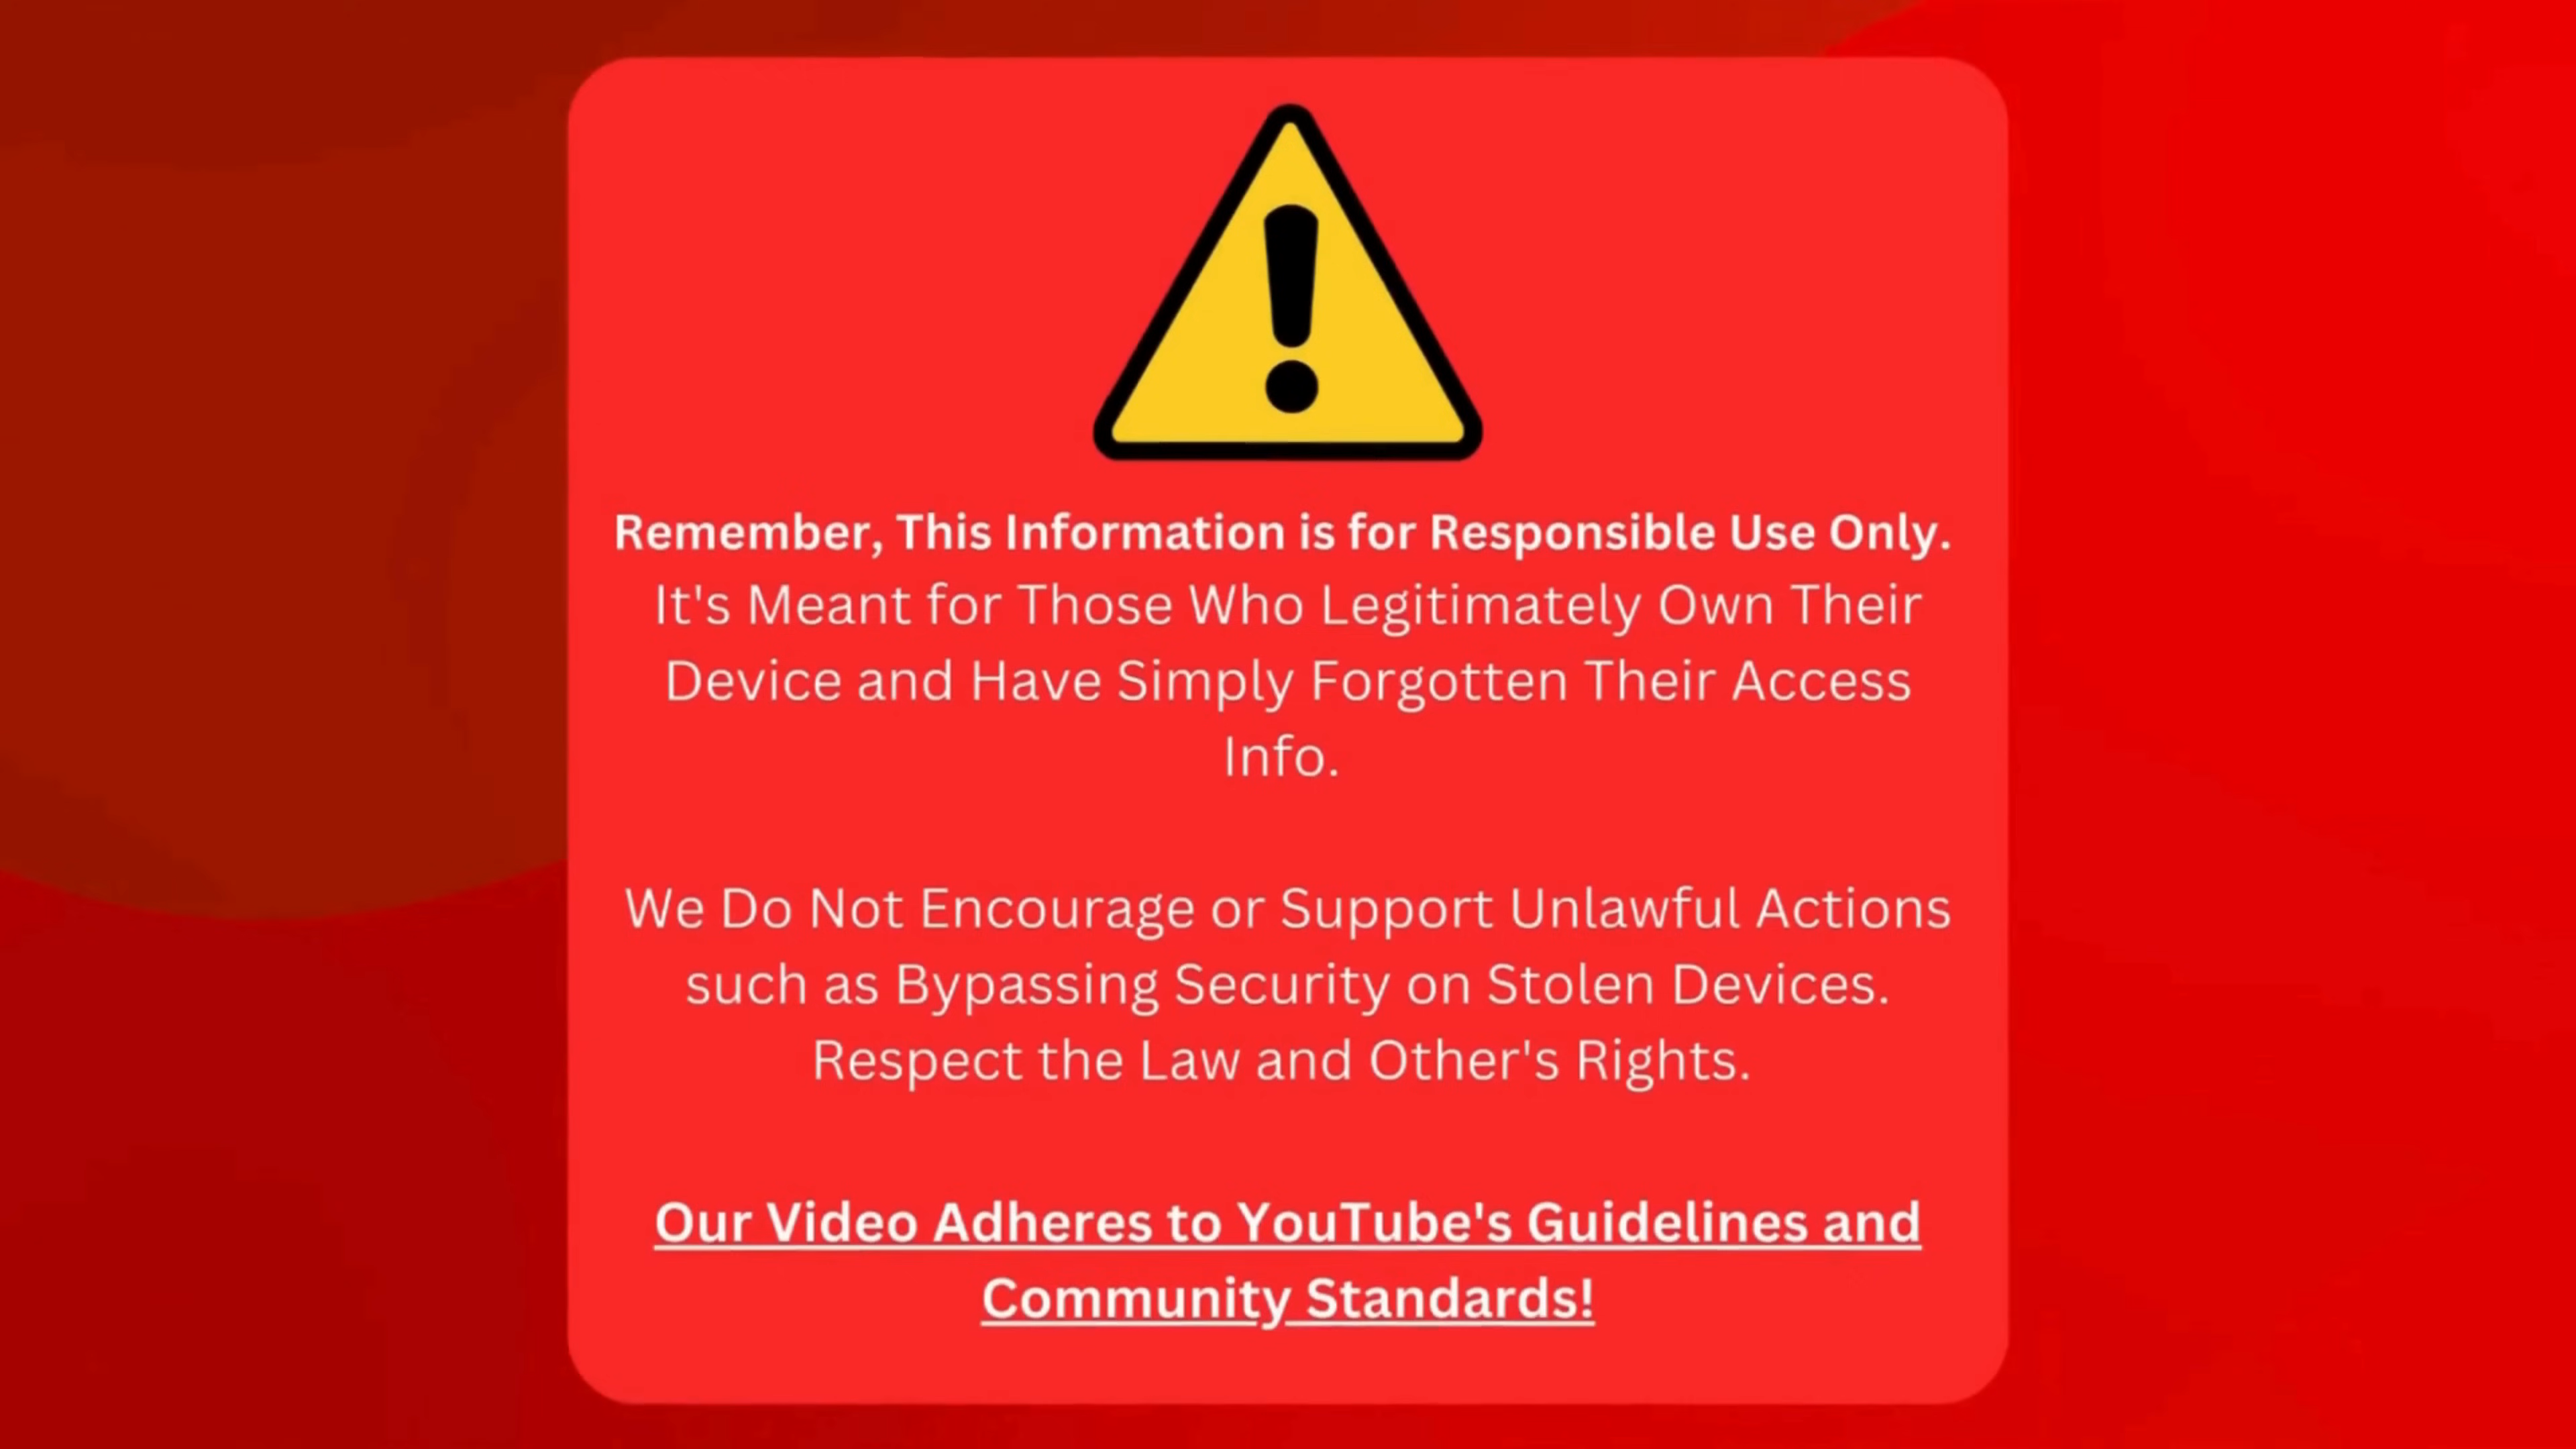 Remember, This Information is for Responsible Use Only.
It's Meant for Those Who Legitimately Own Their
Device and Have Simply Forgotten Their Access
Info.
We Do Not Encourage or Support Unlawful Actions
such as Bypassing Security on Stolen Devices.
Respect the Law and Other's Rights.
Our Video Adheres to YouTube's Guidelines and
Community Standards!